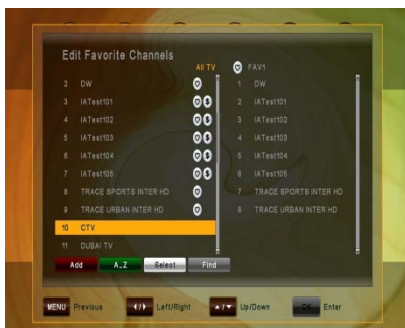 Edit Favorite Channels
All TV
FAV1
2 DW
3 IATest101 $
4 IATest102 $
5 IATest103 $
6 IATest104 $
7 IATest105 $
8 TRACE SPORTS INTER HD
9 TRACE URBAN INTER HD
10 CTV
11 DUBAI TV
1 DW
2 IATest101
3 IATest102
4 IATest103
5 IATest104
6 IATest105
7 TRACE SPORTS INTER HD
8 TRACE URBAN INTER HD
Add A_Z Select Find
MENU Previous Left/Right Up/Down OK Enter